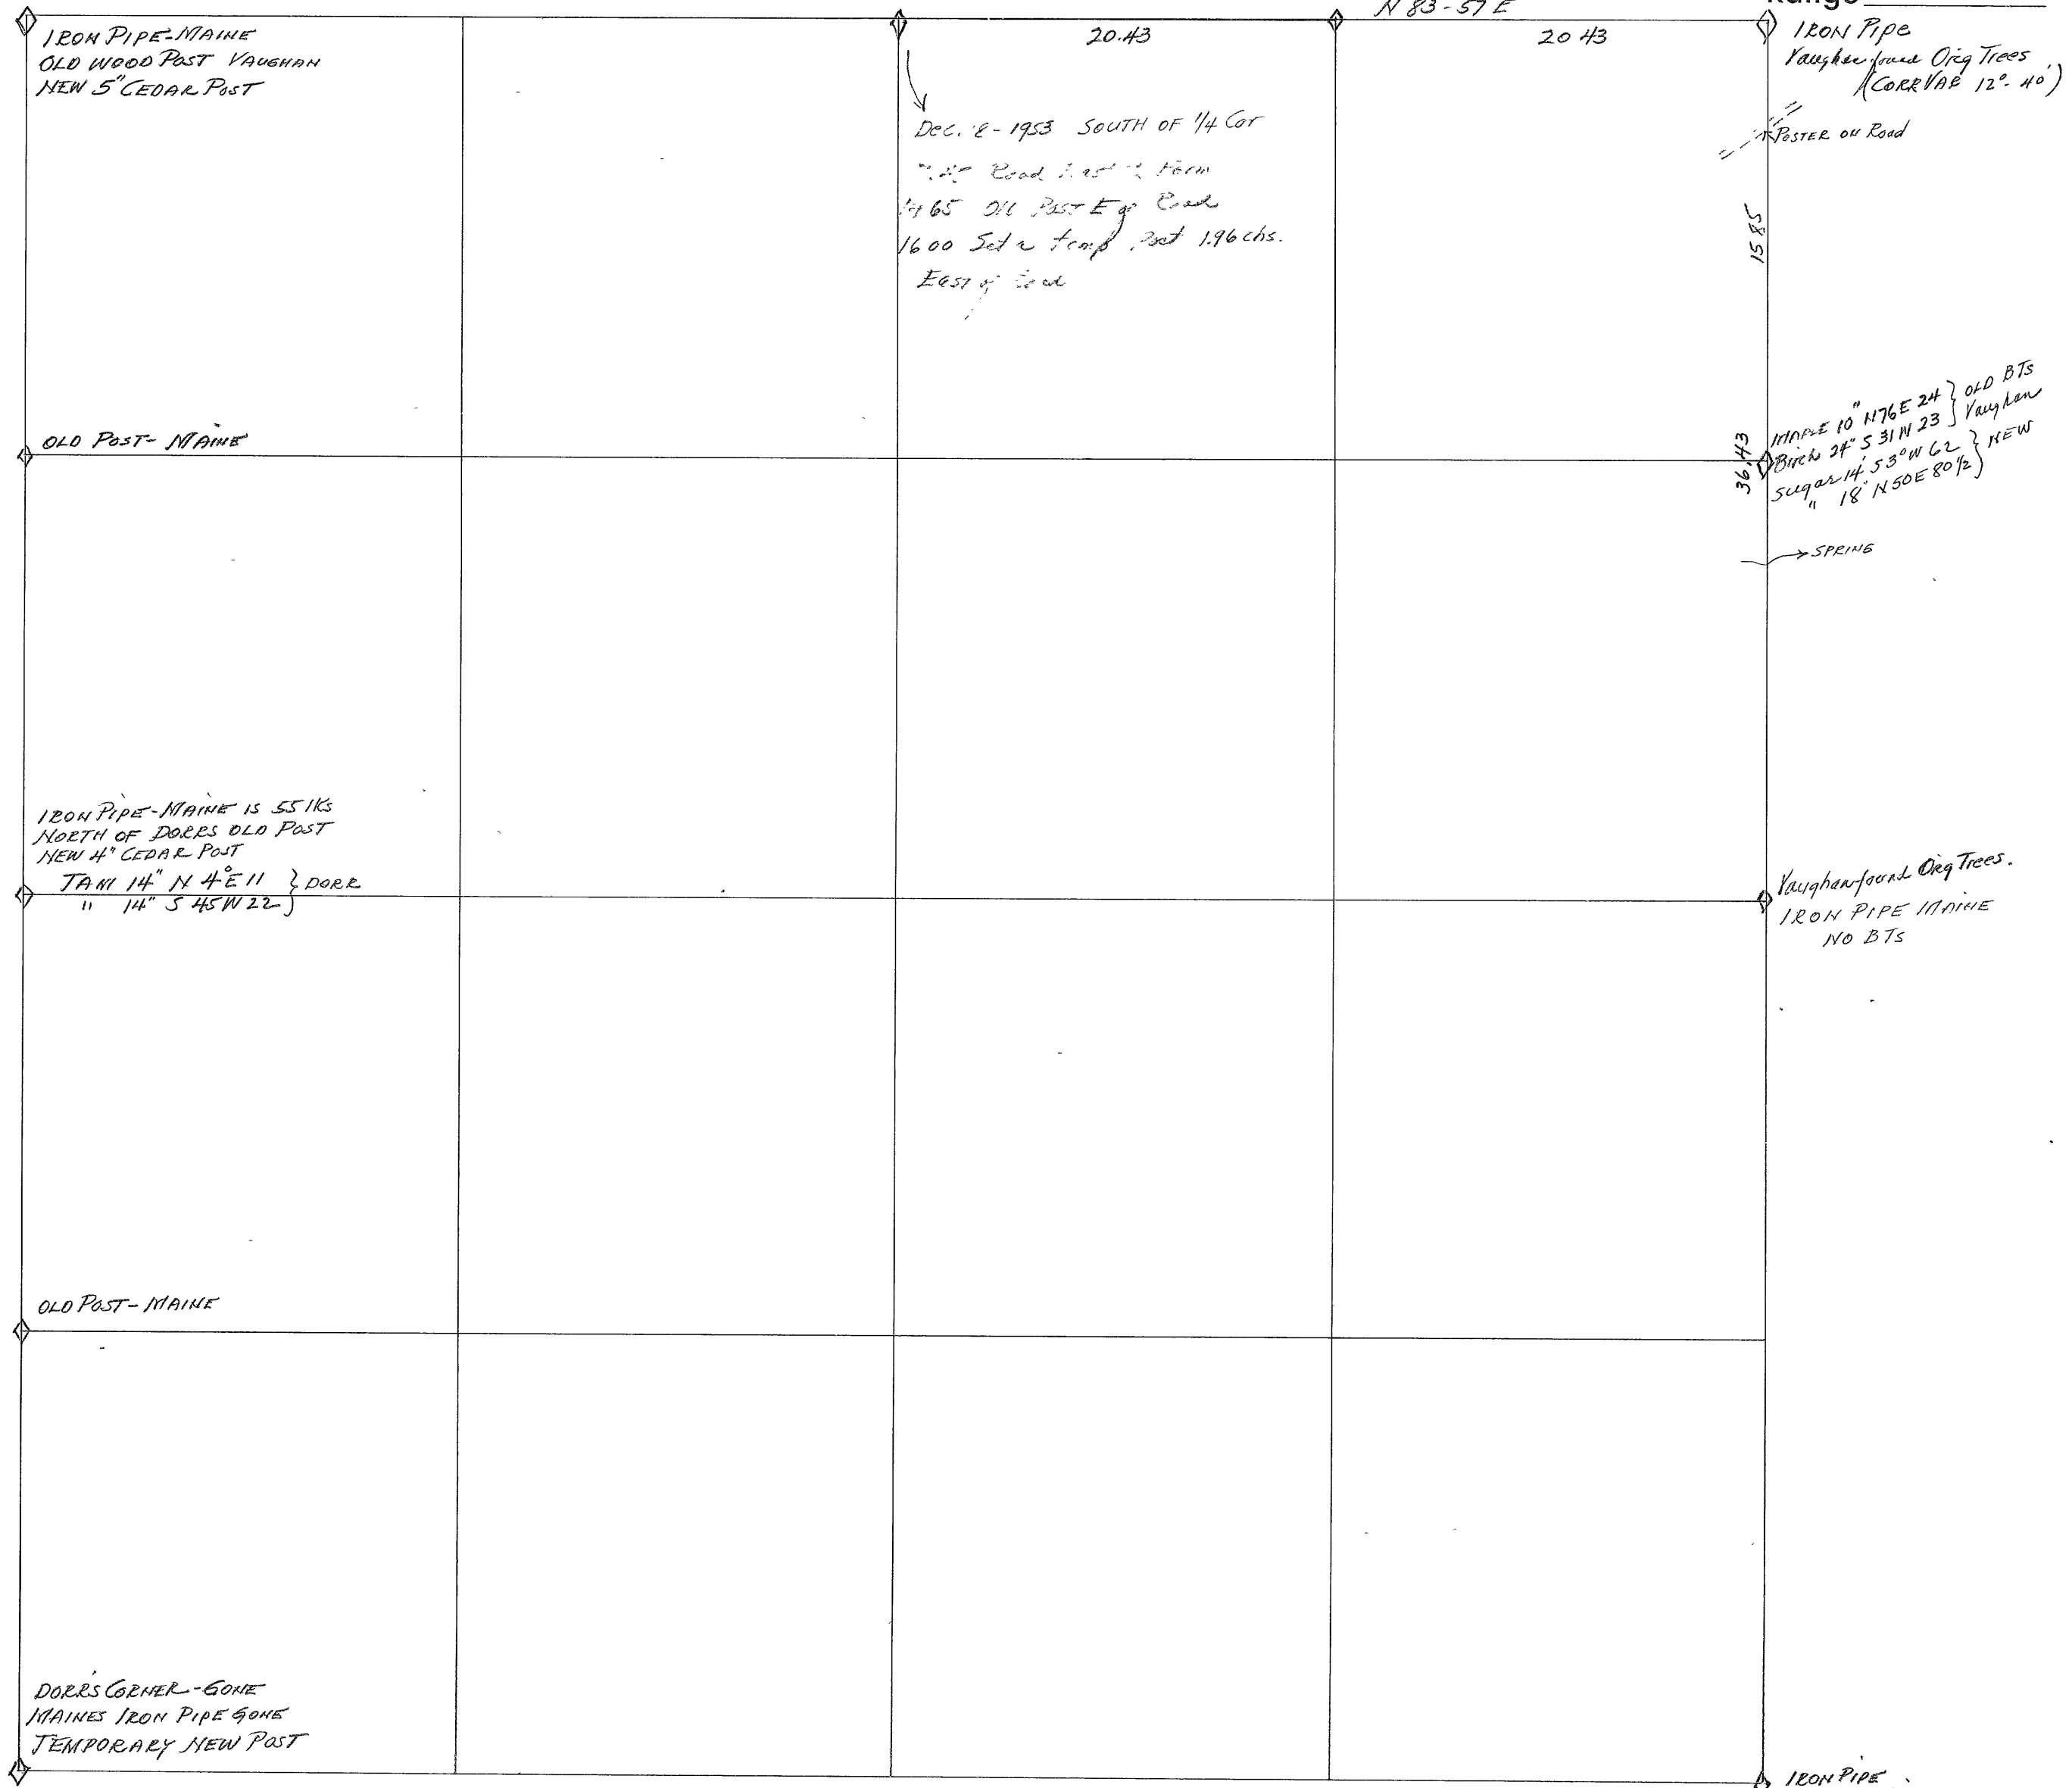 N 83-57 E
Range
IRON PIPE-MAINE
OLD WOOD POST VAUGHAN
NEW 5" CEDAR POST
20.43
20 43
IRON Pipe
Vaughan found Orig Trees
(CORR VAR 12°-40')
POSTER ON Road
Dec. 8-1953 SOUTH OF 1/4 Cor
Road
1465 Old POST E of Road
1600 Set a temp Post 1.96 chs.
EAST of Road
15 85
36.43
MAPLE 10" N76E 24 } OLD BTs
Birch 24" S 31 W 23 } Vaughan
Sugar 14" S 3° W 62 } NEW
" 18" N 50 E 80 1/2 }
OLD POST- MAINE
SPRING
IRON PIPE-MAINE IS 55 lKs
NORTH OF DORRS OLD POST
NEW 4" CEDAR POST
TAM 14" N 4°E 11 } DORR
" 14" S 45 W 22 }
Vaughan found Orig Trees.
IRON PIPE MAINE
NO BTs
OLD POST- MAINE
DORR'S CORNER-GONE
MAINES IRON PIPE GONE
TEMPORARY NEW POST
IRON PIPE